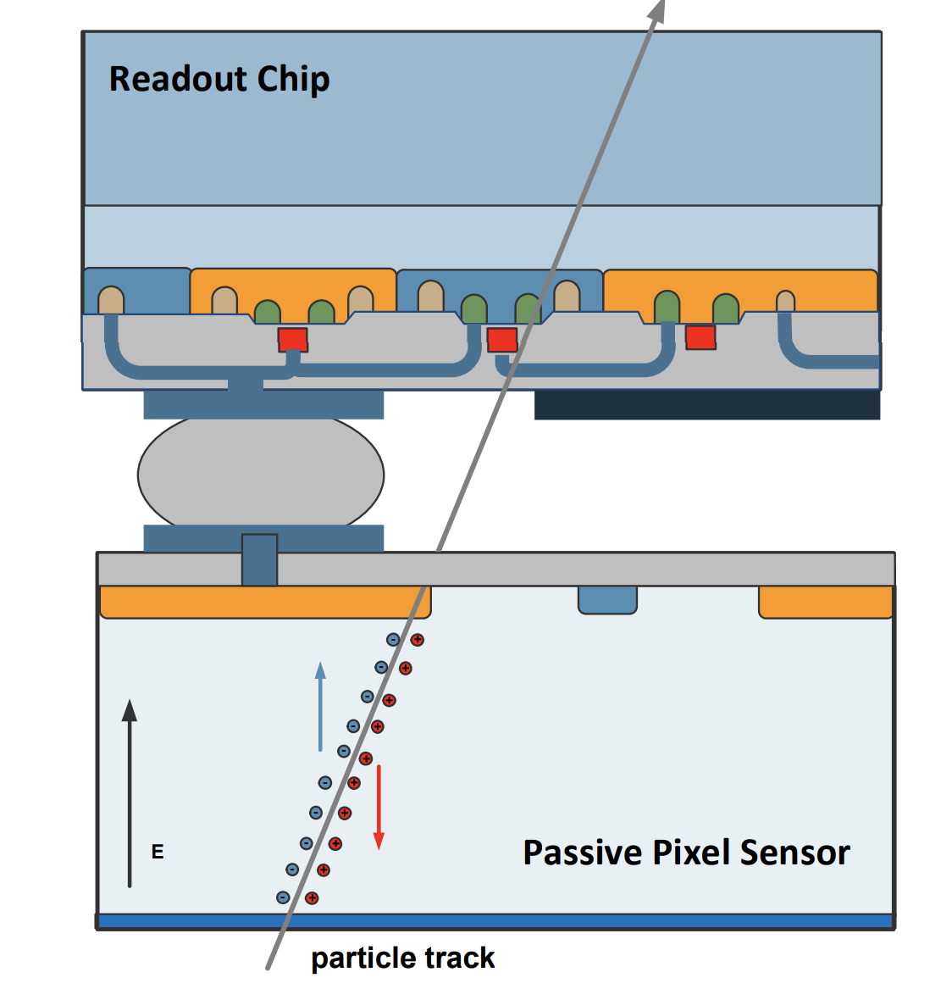 Readout Chip
E
Passive Pixel Sensor
particle track